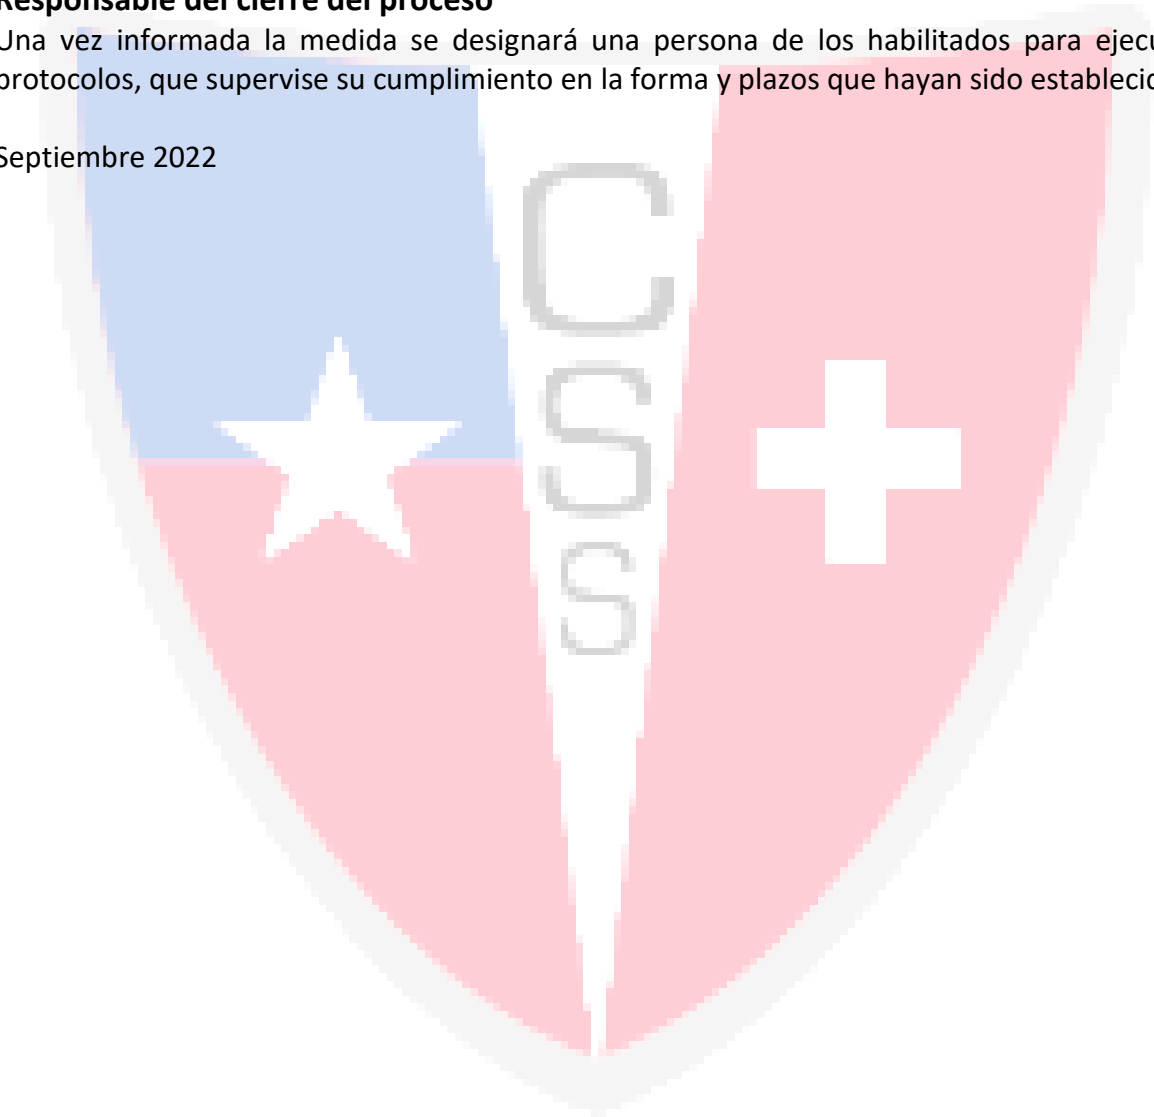 Responsable del cierre del proceso
Una vez informada la medida se designará una persona de los habilitados para
protocolos, que supervise su cumplimiento en la forma y plazos que hayan sido
Septiembre 2022
C
S
S